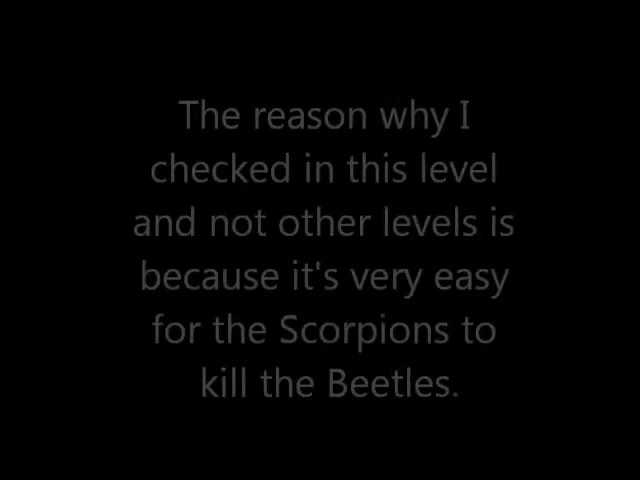 The reason why I
checked in this level
and not other levels is
because it's very easy
for the Scorpions to
kill the Beetles.